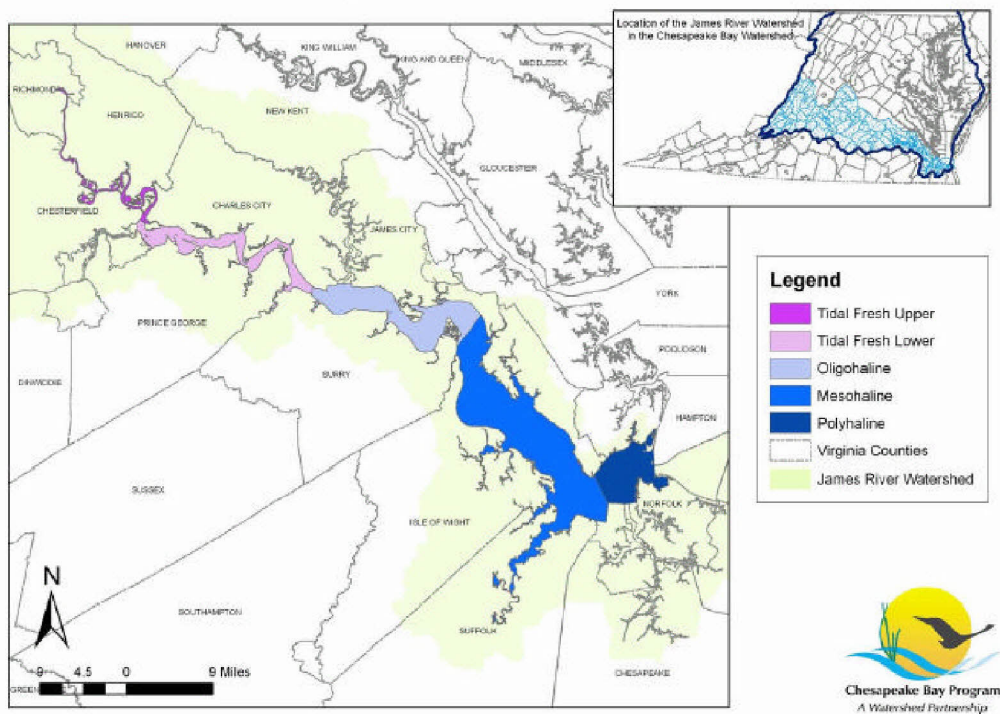 Location of the James River Watershed
in the Chesapeake Bay Watershed
HANOVER
KING WILLIAM
KING AND QUEEN
MIDDLESEX
RICHMOND
HENRICO
NEW KENT
GLOUCESTER
CHESTERFIELD
CHARLES CITY
JAMES CITY
YORK
PRINCE GEORGE
POQUOSON
DINWIDDIE
SURRY
HAMPTON
SUSSEX
ISLE OF WIGHT
NORFOLK
SOUTHAMPTON
SUFFOLK
CHESAPEAKE
N
9 4.5 0 9 Miles
Legend
Tidal Fresh Upper
Tidal Fresh Lower
Oligohaline
Mesohaline
Polyhaline
Virginia Counties
James River Watershed
Chesapeake Bay Program
A Watershed Partnership